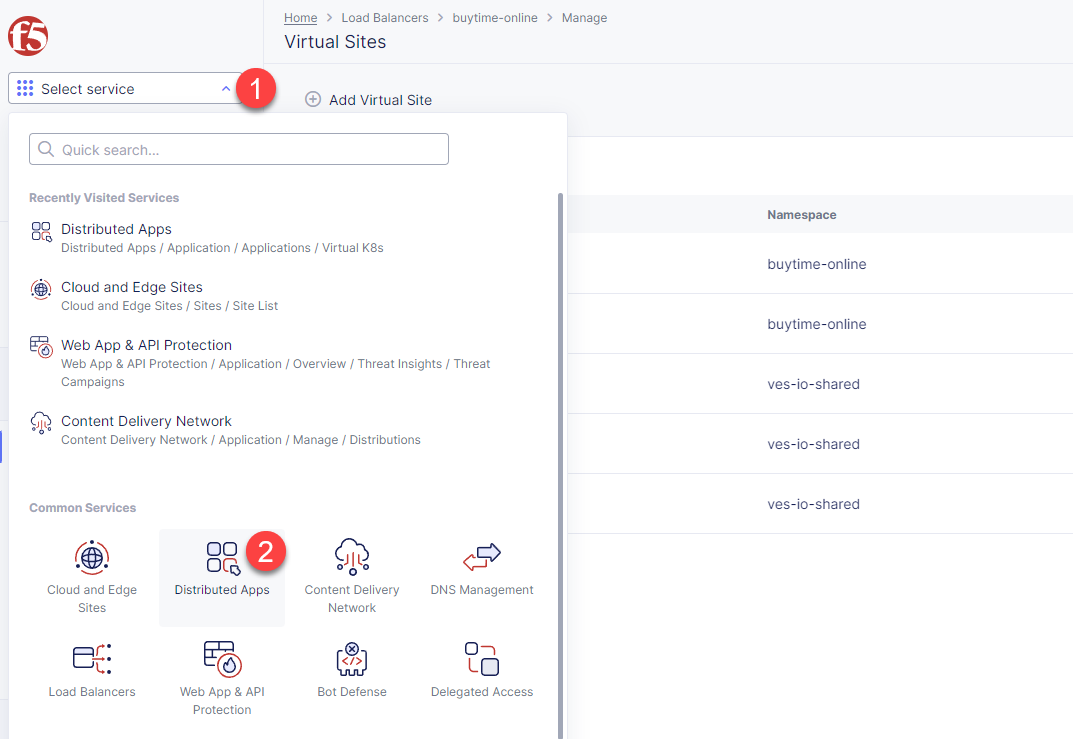 f5
Home > Load Balancers > buytime-online > Manage
Virtual Sites
Select service
1
Add Virtual Site
Quick search...
Recently Visited Services
Distributed Apps
Distributed Apps / Application / Applications / Virtual K8s
Cloud and Edge Sites
Cloud and Edge Sites / Sites / Site List
Web App & API Protection
Web App & API Protection / Application / Overview / Threat Insights / Threat
Campaigns
Content Delivery Network
Content Delivery Network / Application / Manage / Distributions
Common Services
Cloud and Edge
Sites
Distributed Apps
2
Content Delivery
Network
DNS Management
Load Balancers
Web App & API
Protection
Bot Defense
Delegated Access
Namespace
buytime-online
buytime-online
ves-io-shared
ves-io-shared
ves-io-shared